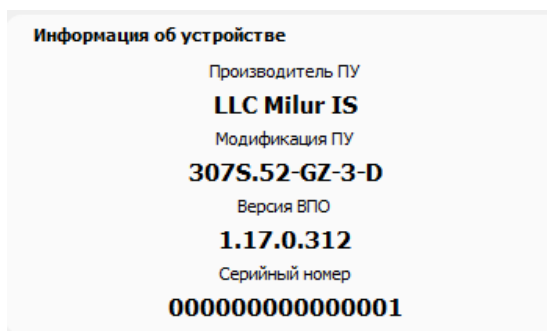 Информация об устройстве
Производитель ПУ
LLC Milur IS
Модификация ПУ
307S.52-GZ-3-D
Версия ВПО
1.17.0.312
Серийный номер
000000000000001